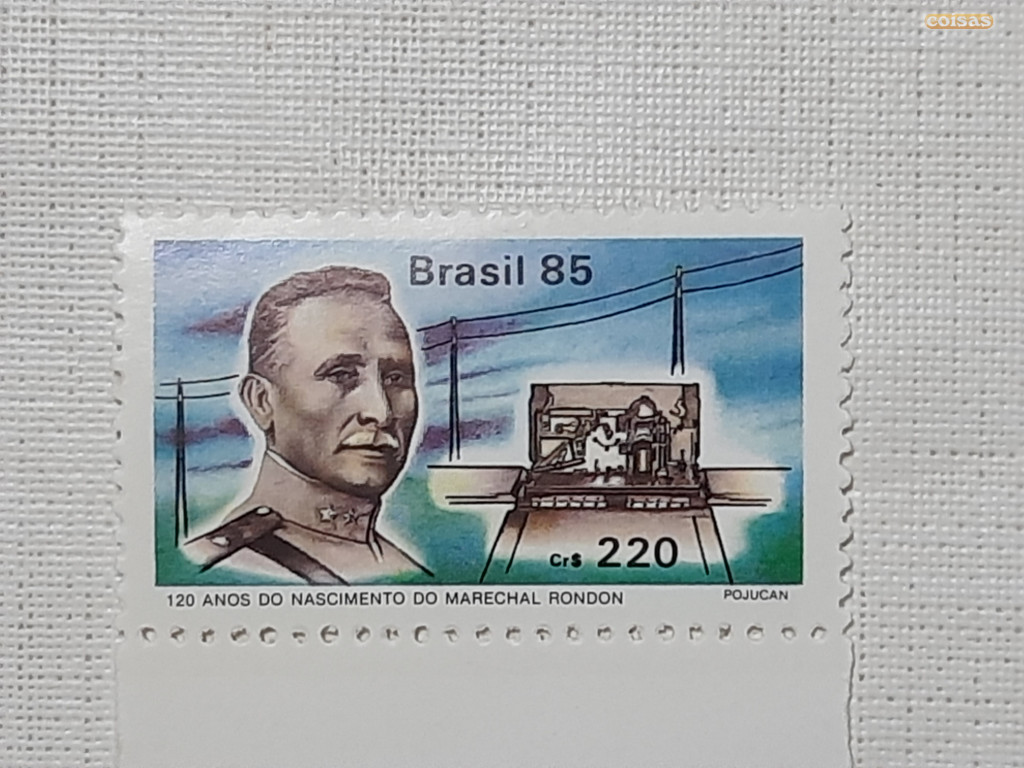 coisas
Brasil 85
Cr$ 220
120 ANOS DO NASCIMENTO DO MARECHAL RONDON
POJUCAN